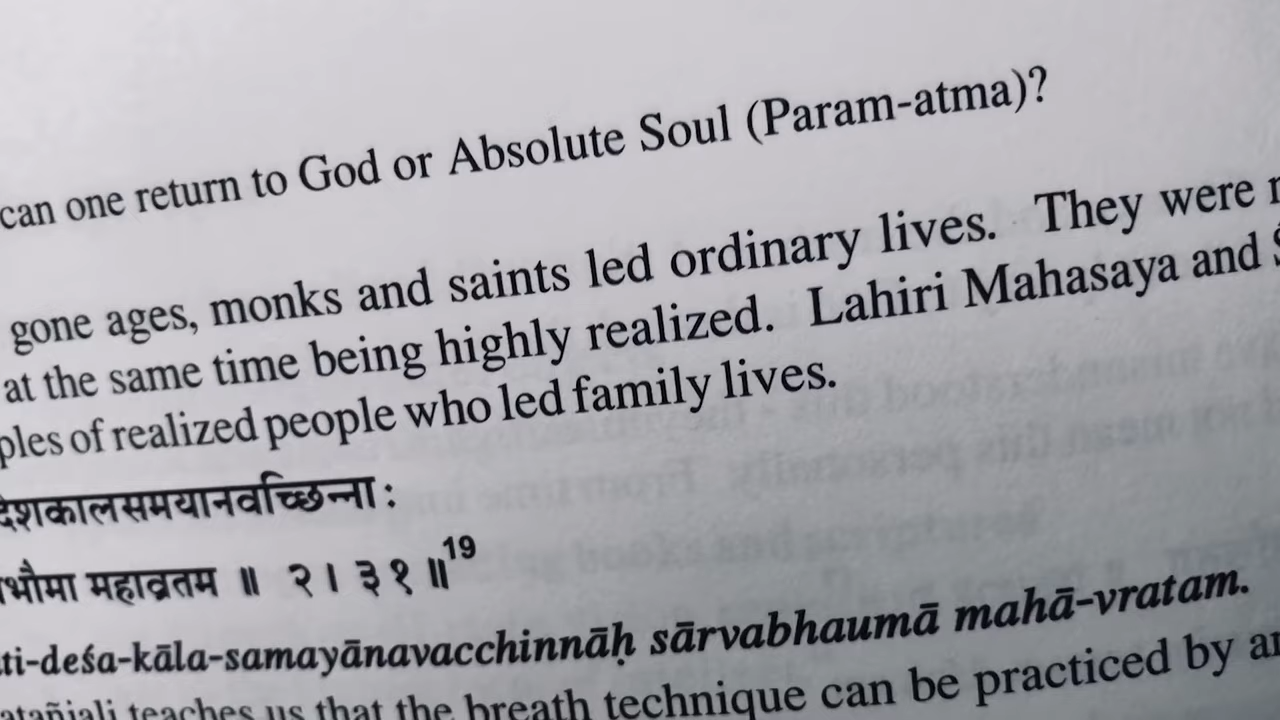 can one return to God or Absolute Soul (Param-atma)?
gone ages, monks and saints led ordinary lives. They were
at the same time being highly realized. Lahiri Mahasaya and
of realized people who led family lives.
देशकालसमयानवच्छिन्नाः
महाव्रतम ॥ २। ३१ ॥19
deśa-kāla-samayānavacchinnāḥ sārvabhaumā mahā-vratam.
teaches us that the breath technique can be practiced by